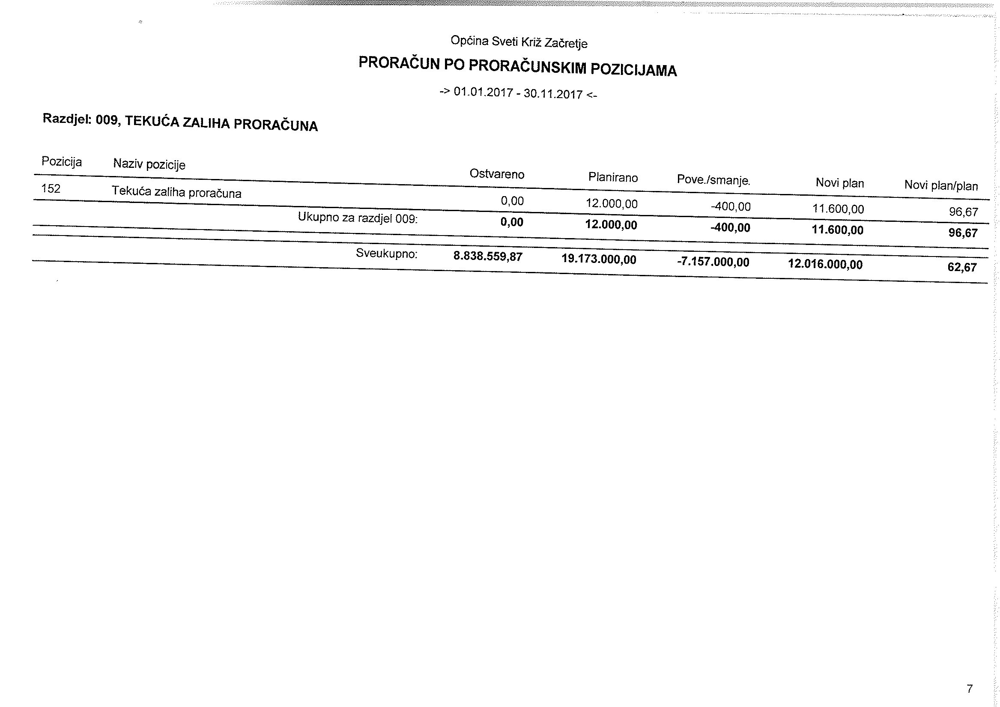 Općina Sveti Križ Začretje
PRORAČUN PO PRORAČUNSKIM POZICIJAMA
-> 01.01.2017 - 30.11.2017 <-
Razdjel: 009, TEKUĆA ZALIHA PRORAČUNA
Pozicija Naziv pozicije Ostvareno Planirano Pove./smanje. Novi plan Novi plan/plan
152 Tekuća zaliha proračuna 0,00 12.000,00 -400,00 11.600,00 96,67
Ukupno za razdjel 009: 0,00 12.000,00 -400,00 11.600,00 96,67
Sveukupno: 8.838.559,87 19.173.000,00 -7.157.000,00 12.016.000,00 62,67
7